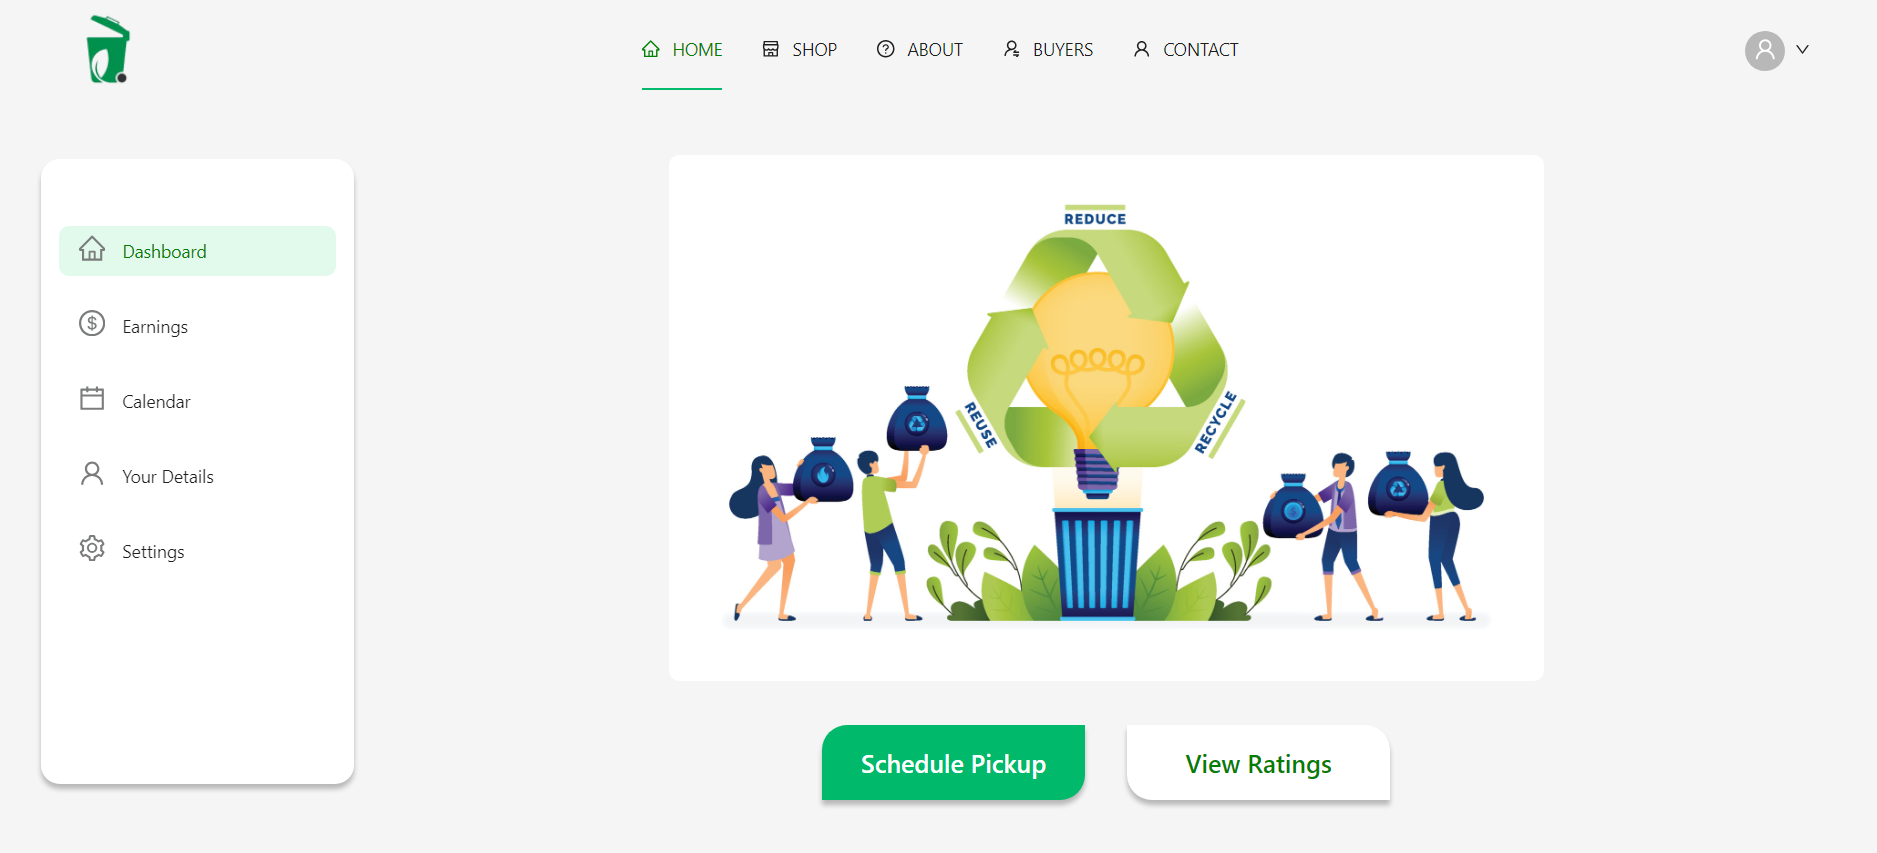 HOME
SHOP
ABOUT
BUYERS
CONTACT
Dashboard
Earnings
Calendar
Your Details
Settings
REDUCE
REUSE
RECYCLE
Schedule Pickup
View Ratings